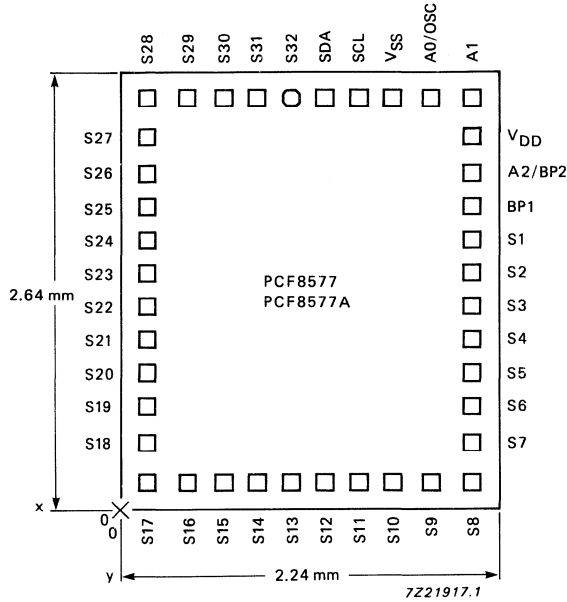 S28
S29
S30
S31
S32
SDA
SCL
VSS
A0/OSC
A1
S27
VDD
S26
A2/BP2
S25
BP1
S24
S1
S23
S2
2.64 mm
PCF8577
PCF8577A
S22
S3
S21
S4
S20
S5
S19
S6
S18
S7
x
0
0
S17
S16
S15
S14
S13
S12
S11
S10
S9
S8
y
2.24 mm
7Z21917.1